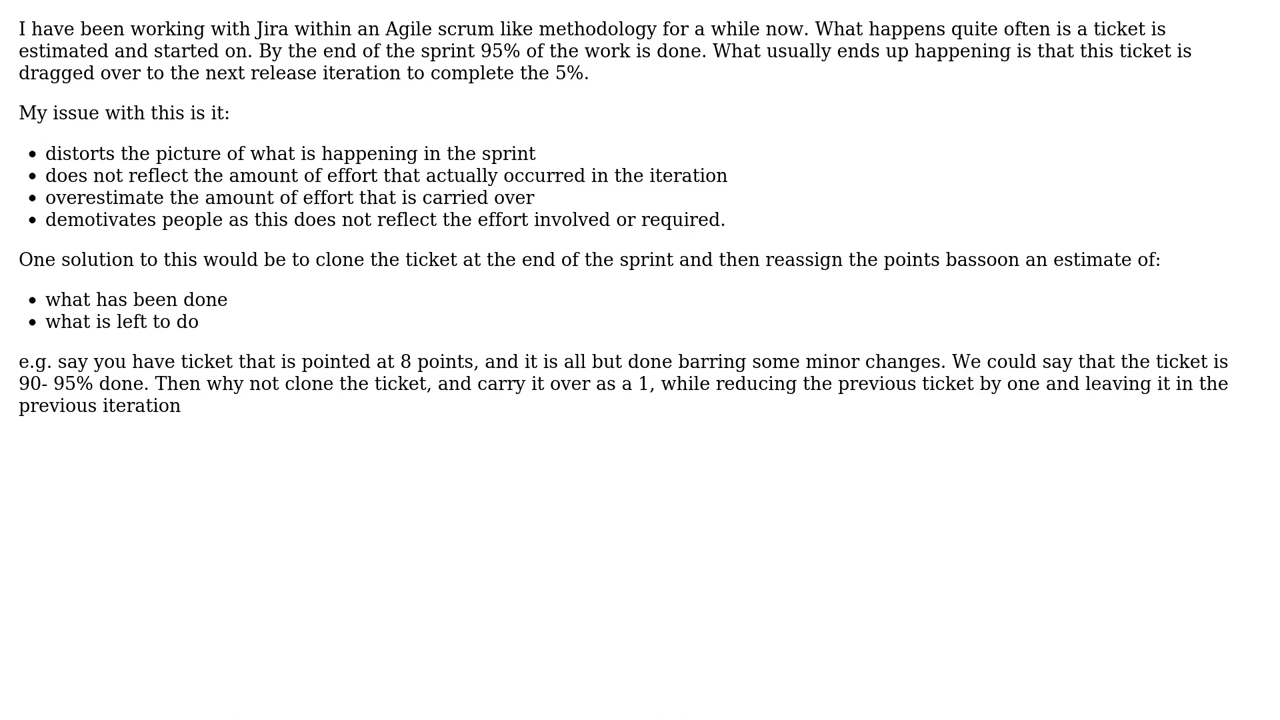 I have been working with Jira within an Agile scrum like methodology for a while now. What happens quite often is a ticket is
estimated and started on. By the end of the sprint 95% of the work is done. What usually ends up happening is that this ticket is
dragged over to the next release iteration to complete the 5%.
My issue with this is it:
• distorts the picture of what is happening in the sprint
• does not reflect the amount of effort that actually occurred in the iteration
• overestimate the amount of effort that is carried over
• demotivates people as this does not reflect the effort involved or required.
One solution to this would be to clone the ticket at the end of the sprint and then reassign the points bassoon an estimate of:
• what has been done
• what is left to do
e.g. say you have ticket that is pointed at 8 points, and it is all but done barring some minor changes. We could say that the ticket is
90- 95% done. Then why not clone the ticket, and carry it over as a 1, while reducing the previous ticket by one and leaving it in the
previous iteration